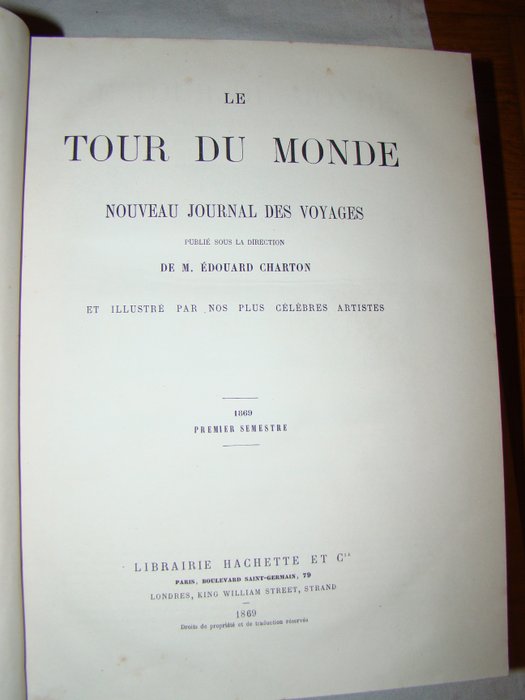 LE
TOUR DU MONDE
NOUVEAU JOURNAL DES VOYAGES
PUBLIÉ SOUS LA DIRECTION
DE M. ÉDOUARD CHARTON
ET ILLUSTRÉ PAR NOS PLUS CÉLÈBRES ARTISTES
1869
PREMIER SEMESTRE
LIBRAIRIE HACHETTE ET Cie
PARIS, BOULEVARD SAINT-GERMAIN, 79
LONDRES, KING WILLIAM STREET, STRAND
1869
Droits de propriété et de traduction réservés